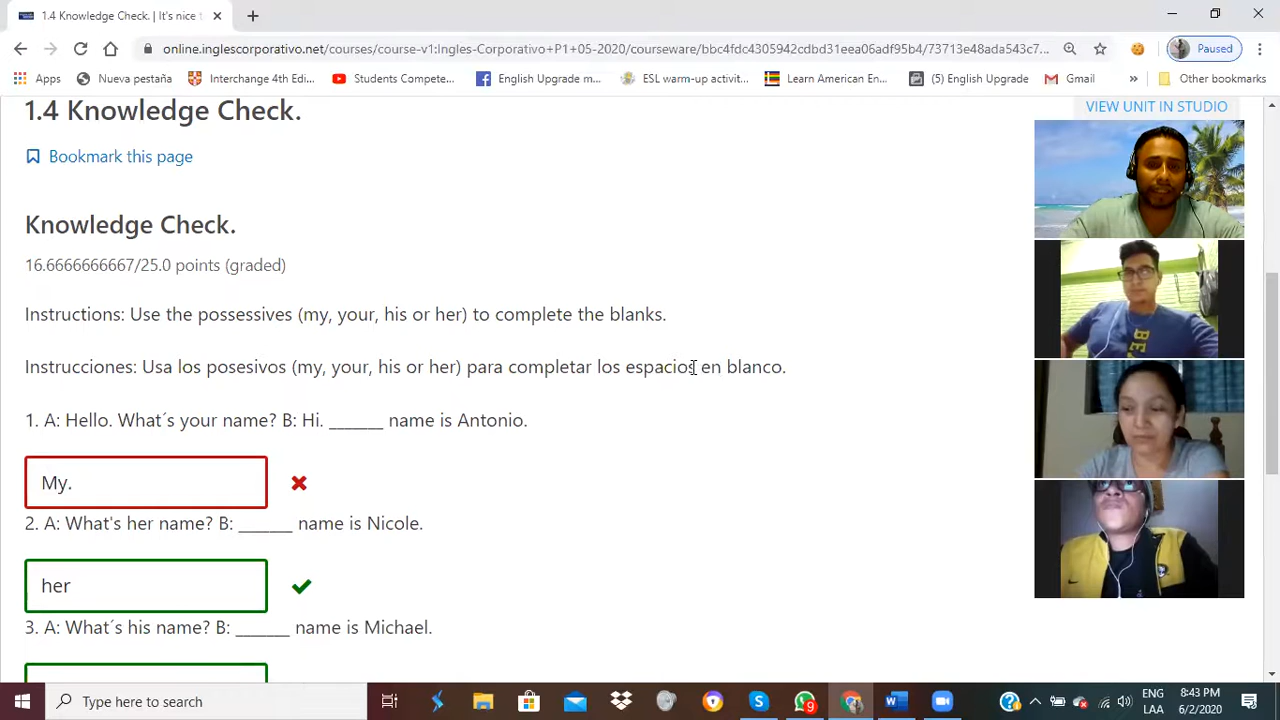 1.4 Knowledge Check. | It's nice t
online.inglescorporativo.net/courses/course-v1:Ingles-Corporativo+P1+05-2020/courseware/bbc4fdc4305942cdbd31eea06adf95b4/73713e48ada543c7...
Paused
Apps Nueva pestaña Interchange 4th Edi... Students Compete... English Upgrade m... ESL warm-up activit... Learn American En... (5) English Upgrade Gmail » Other bookmarks
1.4 Knowledge Check.
VIEW UNIT IN STUDIO
Bookmark this page
Knowledge Check.
16.6666666667/25.0 points (graded)
Instructions: Use the possessives (my, your, his or her) to complete the blanks.
Instrucciones: Usa los posesivos (my, your, his or her) para completar los espacios en blanco.
1. A: Hello. What´s your name? B: Hi. _______ name is Antonio.
My.
2. A: What's her name? B: _______ name is Nicole.
her
3. A: What´s his name? B: _______ name is Michael.
Type here to search
9
ENG
LAA
8:43 PM
6/2/2020